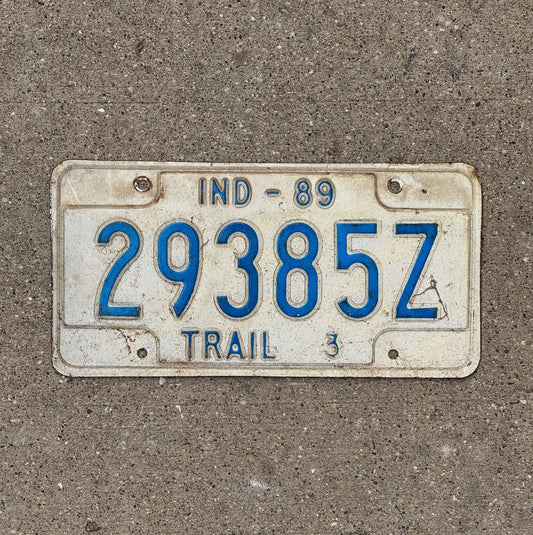 IND - 89
29385Z
TRAIL 3